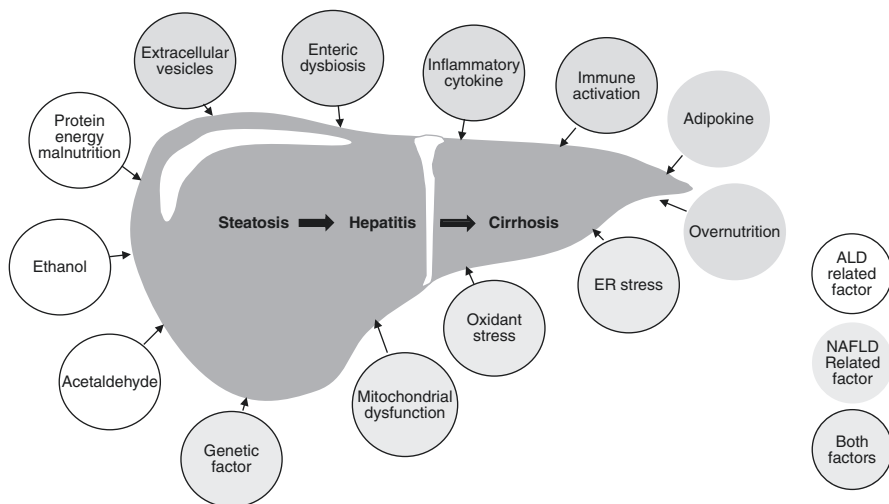 Extracellular
vesicles
Enteric
dysbiosis
Inflammatory
cytokine
Immune
activation
Adipokine
Protein
energy
malnutrition
Steatosis
Hepatitis
Cirrhosis
Overnutrition
Ethanol
ER stress
Oxidant
stress
Acetaldehyde
Mitochondrial
dysfunction
Genetic
factor
ALD
related
factor
NAFLD
Related
factor
Both
factors